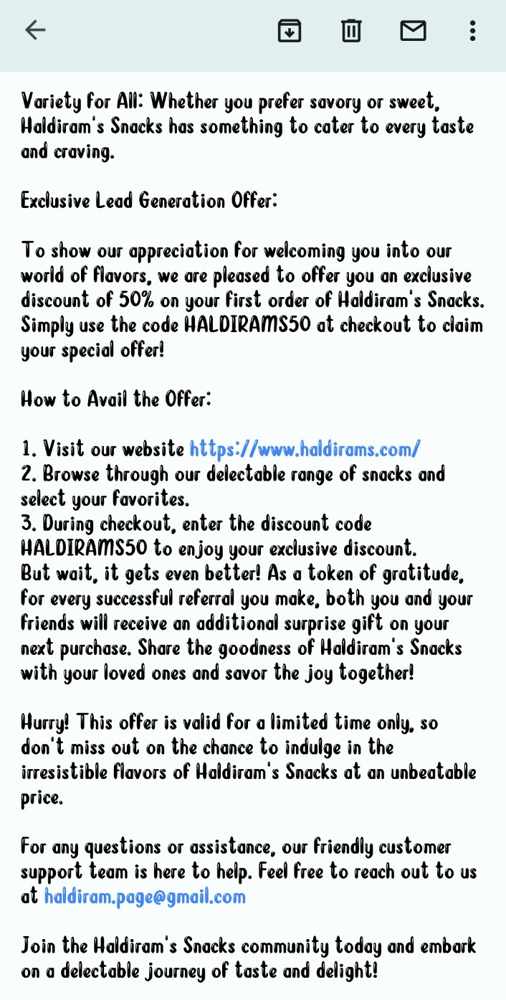 Variety for All: Whether you prefer savory or sweet,
Haldiram's Snacks has something to cater to every taste
and craving.
Exclusive Lead Generation Offer:
To show our appreciation for welcoming you into our
world of flavors, we are pleased to offer you an exclusive
discount of 50% on your first order of Haldiram's Snacks.
Simply use the code HALDIRAMS50 at checkout to claim
your special offer!
How to Avail the Offer:
1. Visit our website https://www.haldirams.com/
2. Browse through our delectable range of snacks and
select your favorites.
3. During checkout, enter the discount code
HALDIRAMS50 to enjoy your exclusive discount.
But wait, it gets even better! As a token of gratitude,
for every successful referral you make, both you and your
friends will receive an additional surprise gift on your
next purchase. Share the goodness of Haldiram's Snacks
with your loved ones and savor the joy together!
Hurry! This offer is valid for a limited time only, so
don't miss out on the chance to indulge in the
irresistible flavors of Haldiram's Snacks at an unbeatable
price.
For any questions or assistance, our friendly customer
support team is here to help. Feel free to reach out to us
at haldiram.page@gmail.com
Join the Haldiram's Snacks community today and embark
on a delectable journey of taste and delight!